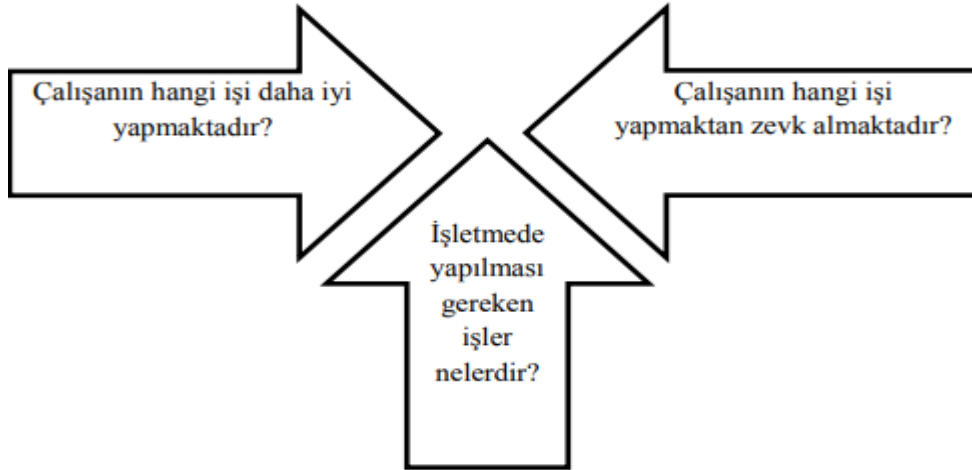 Çalışanın hangi işi daha iyi
yapmaktadır?
Çalışanın hangi işi
yapmaktan zevk almaktadır?
İşletmede
yapılması
gereken
işler
nelerdir?